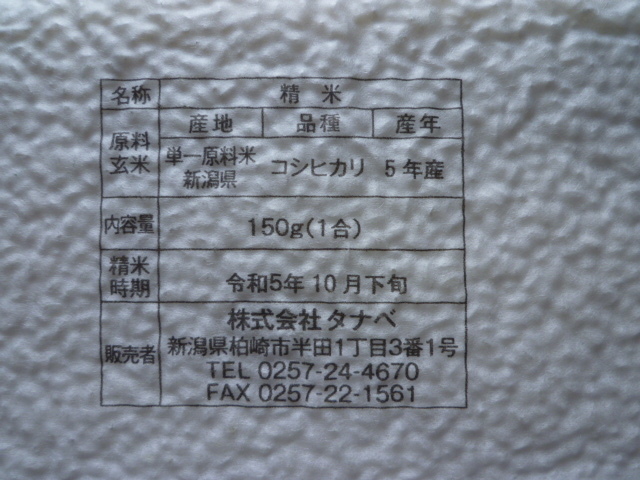 名称 精米
原料玄米 産地 品種 産年
単一原料米 新潟県 コシヒカリ 5年産
内容量 150g(1合)
精米時期 令和5年10月下旬
販売者 株式会社 タナベ
新潟県柏崎市半田1丁目3番1号
TEL 0257-24-4670
FAX 0257-22-1561